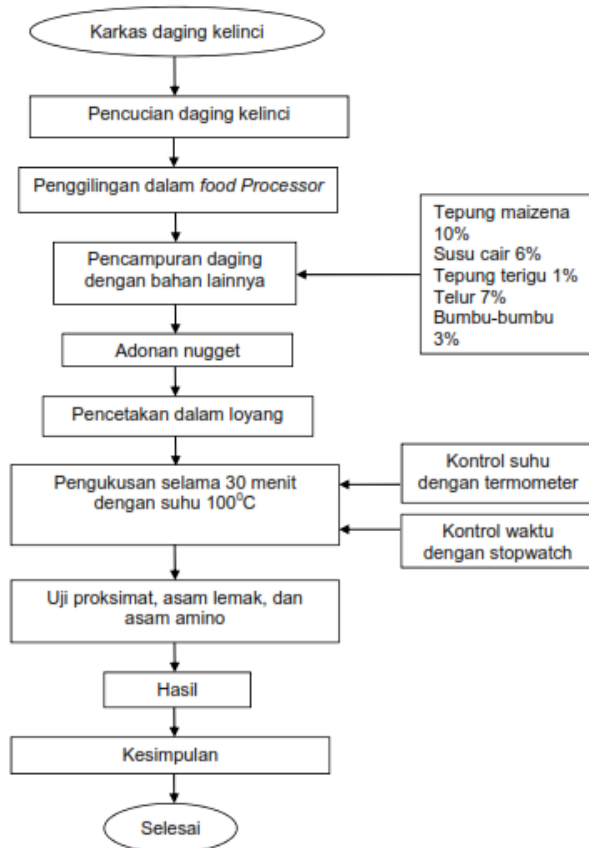 Karkas daging kelinci
Pencucian daging kelinci
Penggilingan dalam food Processor
Pencampuran daging
dengan bahan lainnya
Tepung maizena
10%
Susu cair 6%
Tepung terigu 1%
Telur 7%
Bumbu-bumbu
3%
Adonan nugget
Pencetakan dalam loyang
Pengukusan selama 30 menit
dengan suhu 100⁰C
Kontrol suhu
dengan termometer
Kontrol waktu
dengan stopwatch
Uji proksimat, asam lemak, dan
asam amino
Hasil
Kesimpulan
Selesai